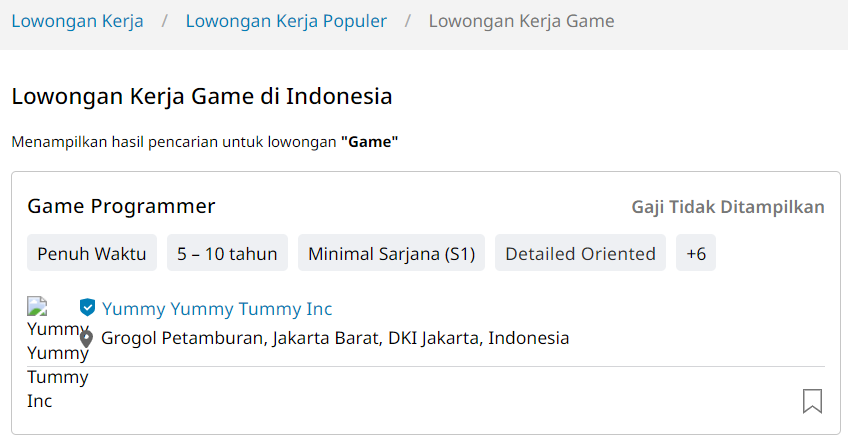 Lowongan Kerja / Lowongan Kerja Populer / Lowongan Kerja Game
Lowongan Kerja Game di Indonesia
Menampilkan hasil pencarian untuk lowongan "Game"
Game Programmer Gaji Tidak Ditampilkan
Penuh Waktu 5 – 10 tahun Minimal Sarjana (S1) Detailed Oriented +6
Yummy Yummy Tummy Inc
Grogol Petamburan, Jakarta Barat, DKI Jakarta, Indonesia
Yummy
Yummy
Tummy
Inc